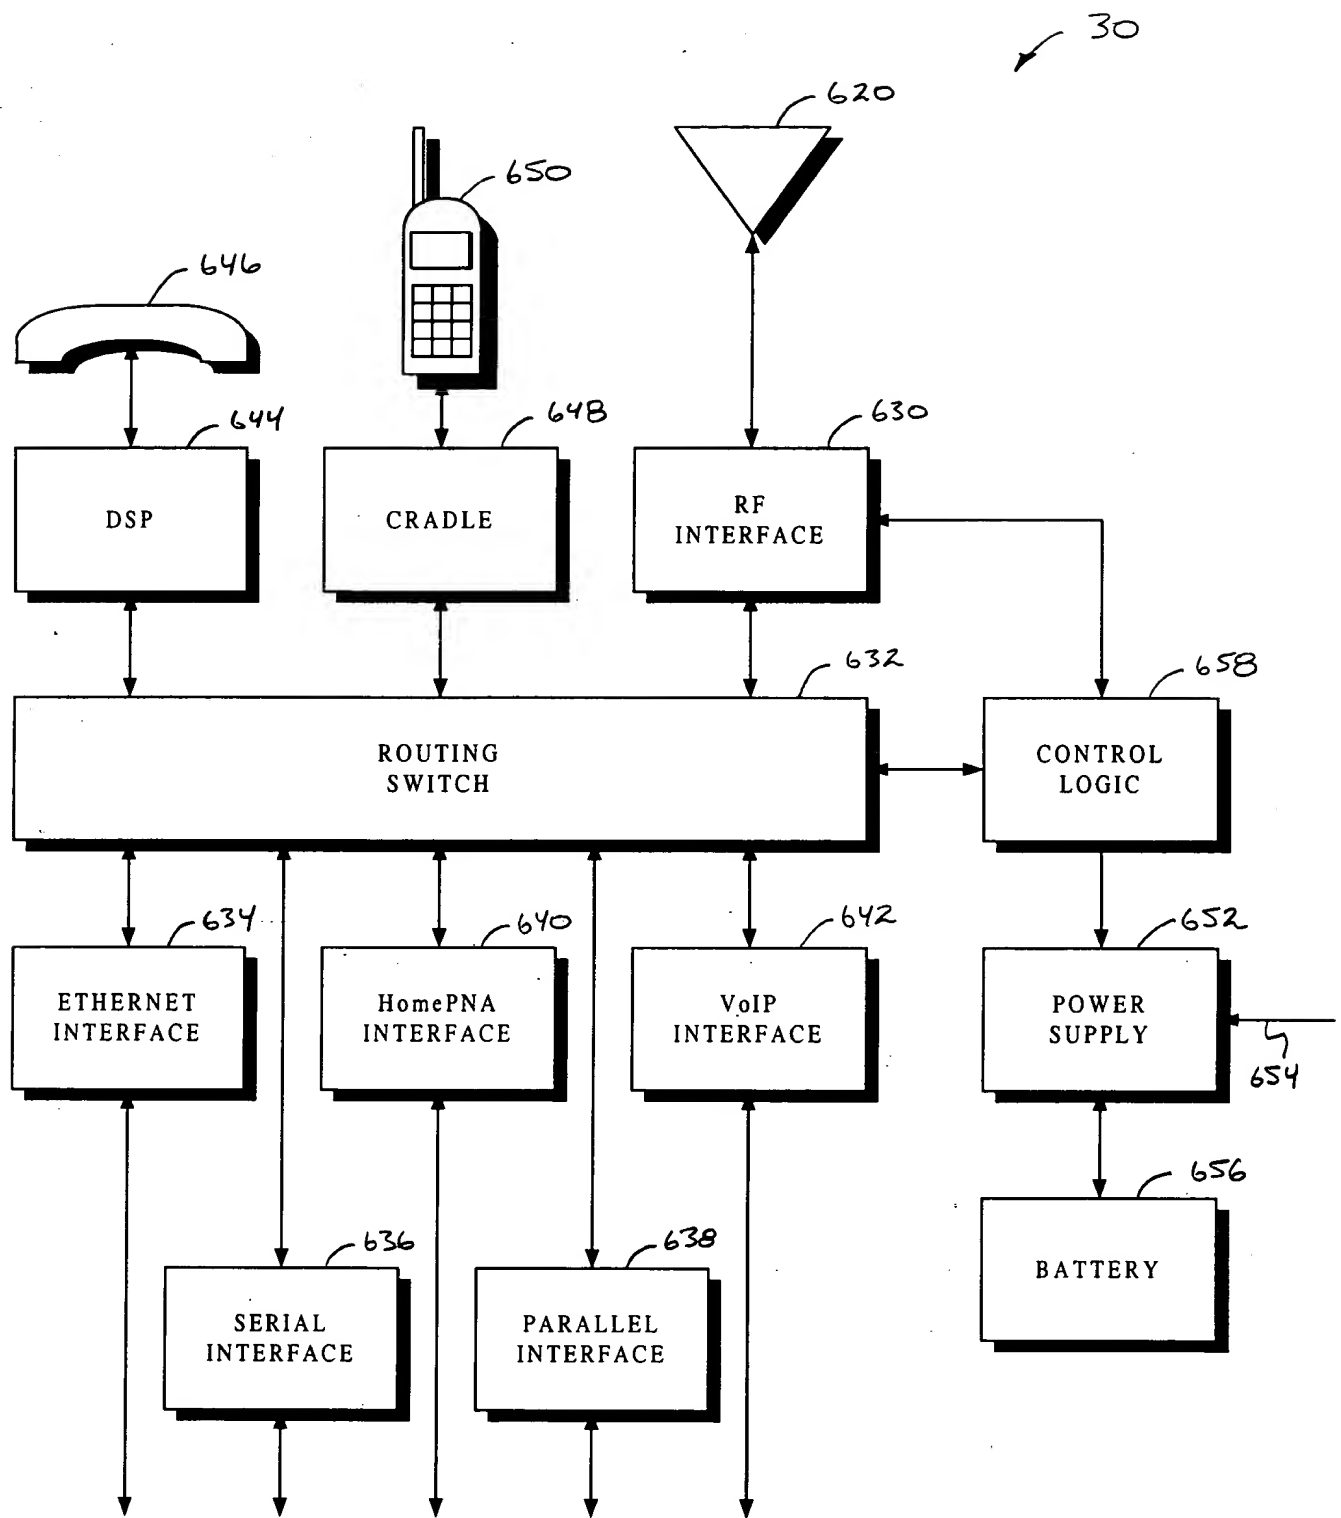 30
620
650
646
644
648
630
DSP
CRADLE
RF
INTERFACE
632
658
ROUTING
SWITCH
CONTROL
LOGIC
634
640
642
652
ETHERNET
INTERFACE
HomePNA
INTERFACE
VoIP
INTERFACE
POWER
SUPPLY
654
656
636
638
BATTERY
SERIAL
INTERFACE
PARALLEL
INTERFACE